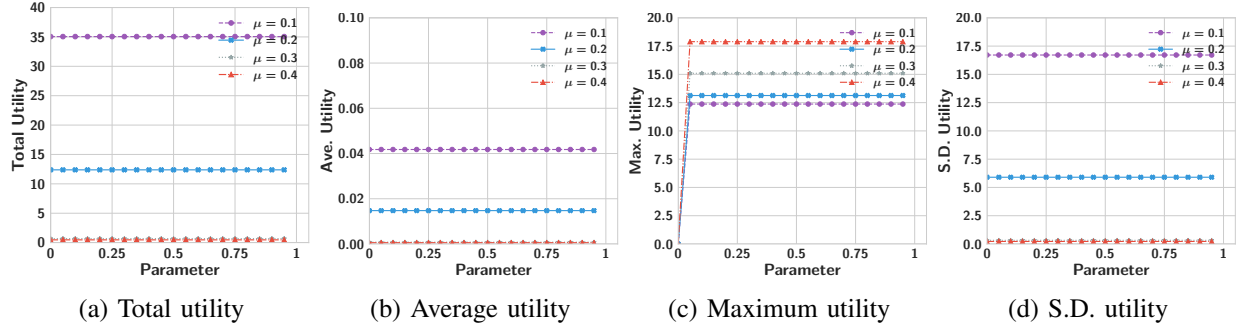 40
35
30
25
20
15
10
5
0
Total Utility
0
0.25
0.5
0.75
1
Parameter
μ = 0.1
μ = 0.2
μ = 0.3
μ = 0.4
(a) Total utility
0.10
0.08
0.06
0.04
0.02
0.00
Ave. Utility
0
0.25
0.5
0.75
1
Parameter
μ = 0.1
μ = 0.2
μ = 0.3
μ = 0.4
(b) Average utility
20.0
17.5
15.0
12.5
10.0
7.5
5.0
2.5
0.0
Max. Utility
0
0.25
0.5
0.75
1
Parameter
μ = 0.1
μ = 0.2
μ = 0.3
μ = 0.4
(c) Maximum utility
20.0
17.5
15.0
12.5
10.0
7.5
5.0
2.5
0.0
S.D. Utility
0
0.25
0.5
0.75
1
Parameter
μ = 0.1
μ = 0.2
μ = 0.3
μ = 0.4
(d) S.D. utility